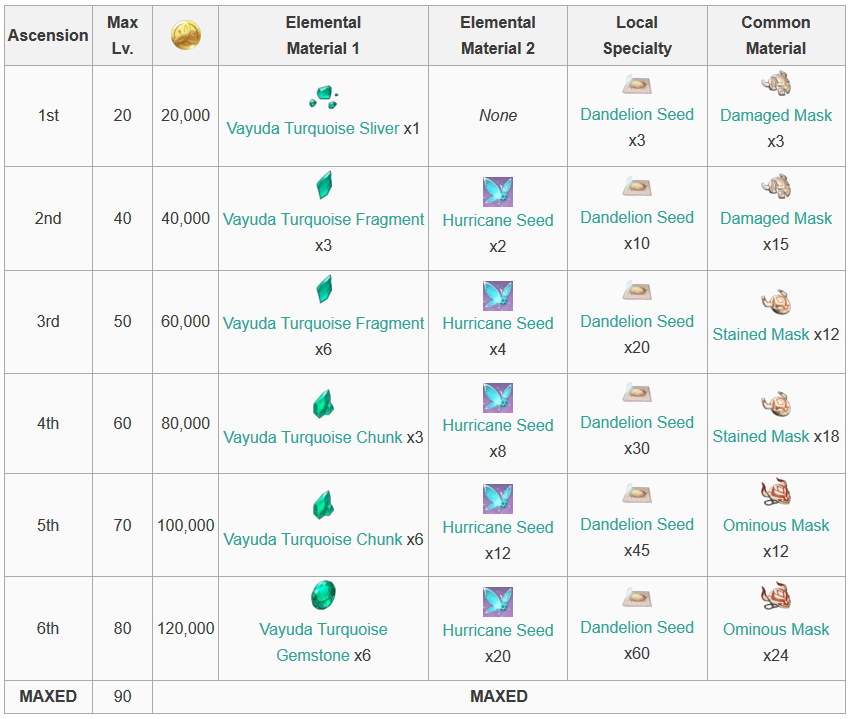 Ascension Max Lv. Elemental Material 1 Elemental Material 2 Local Specialty Common Material
1st 20 20,000 Vayuda Turquoise Sliver x1 None Dandelion Seed x3 Damaged Mask x3
2nd 40 40,000 Vayuda Turquoise Fragment x3 Hurricane Seed x2 Dandelion Seed x10 Damaged Mask x15
3rd 50 60,000 Vayuda Turquoise Fragment x6 Hurricane Seed x4 Dandelion Seed x20 Stained Mask x12
4th 60 80,000 Vayuda Turquoise Chunk x3 Hurricane Seed x8 Dandelion Seed x30 Stained Mask x18
5th 70 100,000 Vayuda Turquoise Chunk x6 Hurricane Seed x12 Dandelion Seed x45 Ominous Mask x12
6th 80 120,000 Vayuda Turquoise Gemstone x6 Hurricane Seed x20 Dandelion Seed x60 Ominous Mask x24
MAXED 90 MAXED